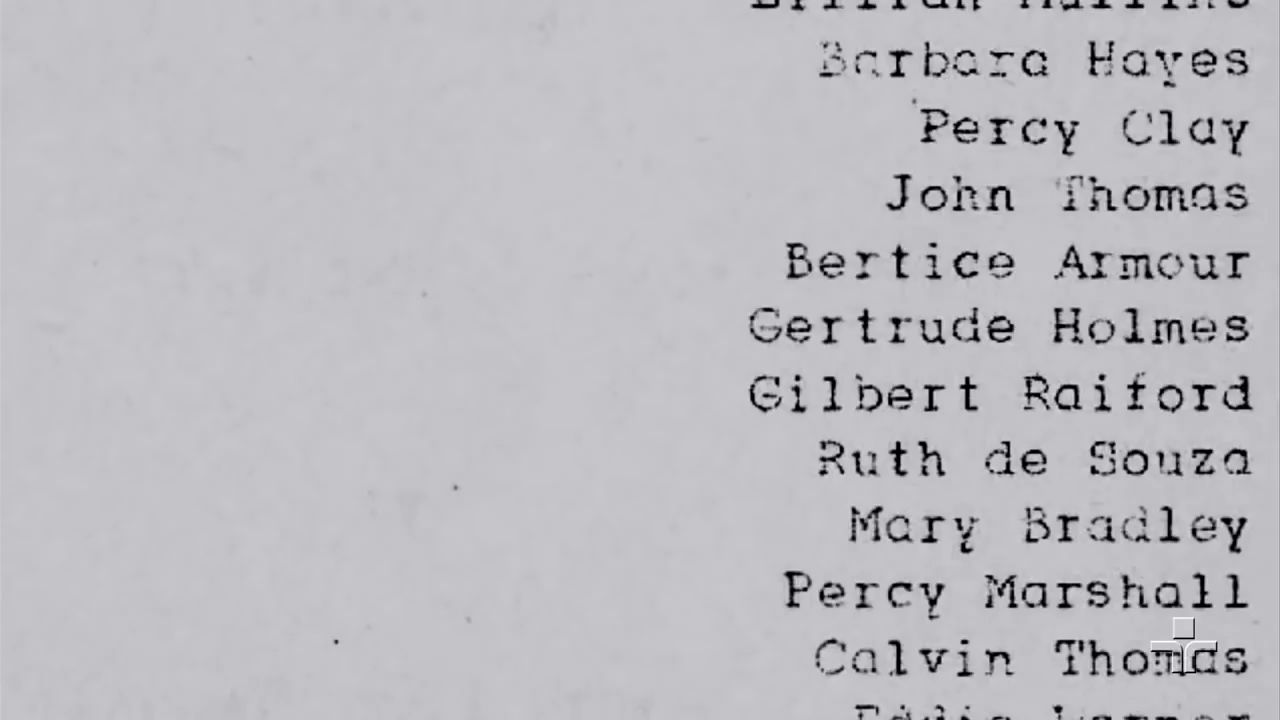 Barbara Hayes
Percy Clay
John Thomas
Bertice Armour
Gertrude Holmes
Gilbert Raiford
Ruth de Souza
Mary Bradley
Percy Marshall
Calvin Thomas